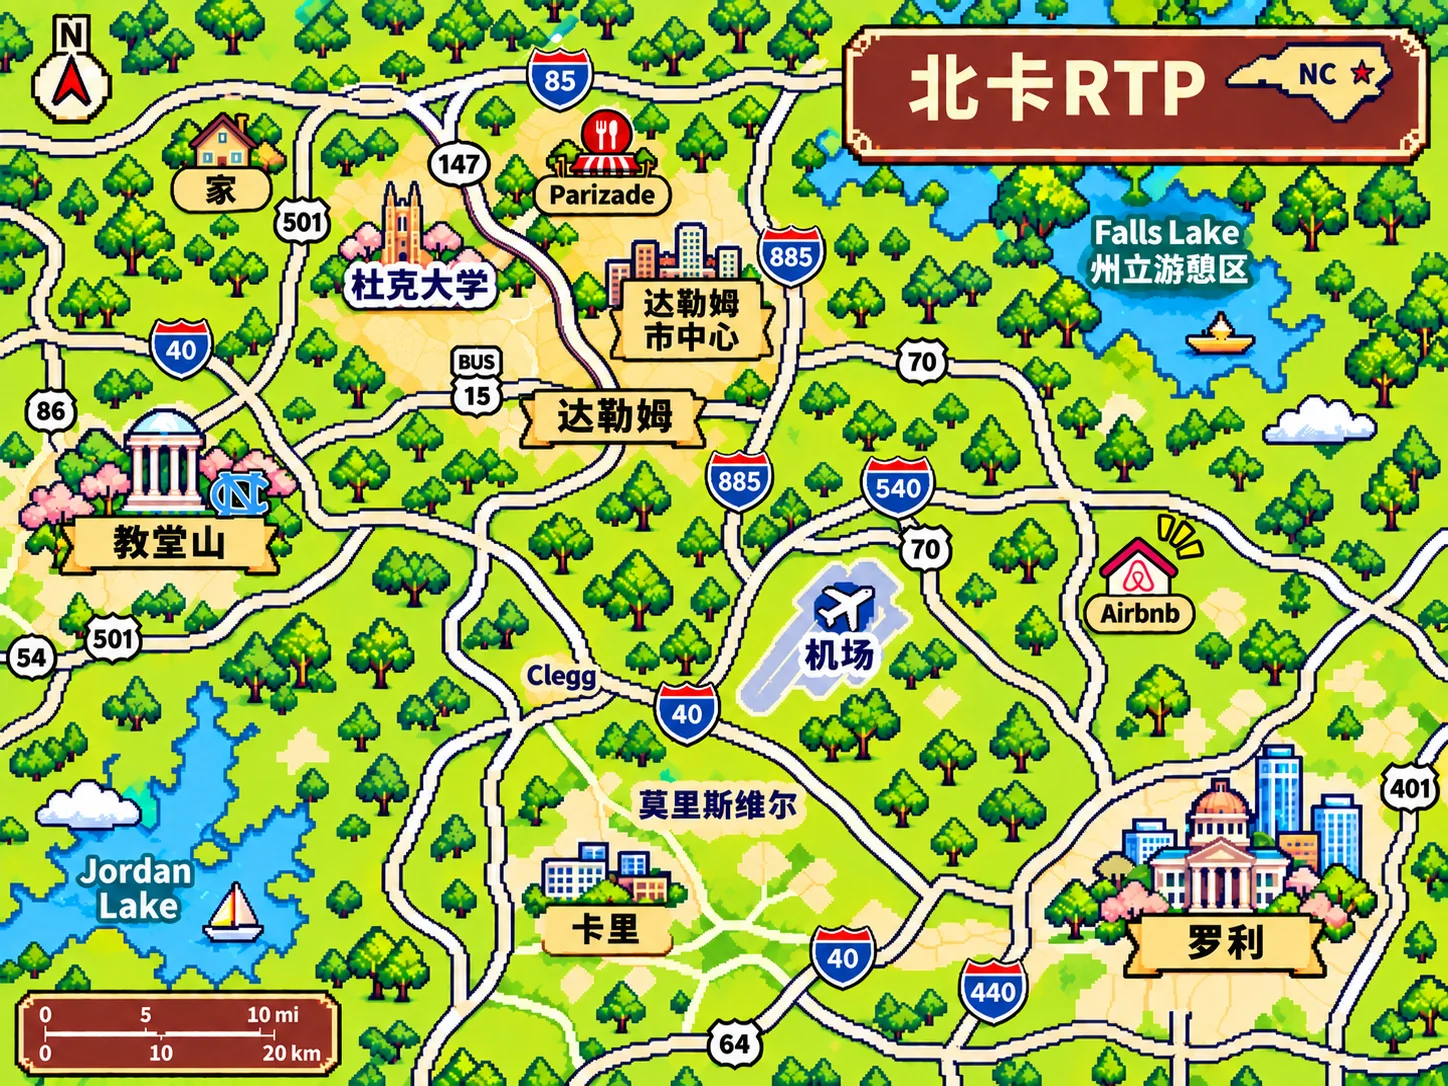 N
85
北卡RTP
NC
147
Parizade
家
501
杜克大学
885
Falls Lake
州立游憩区
达勒姆
市中心
40
BUS
15
70
86
达勒姆
885
540
教堂山
NC
70
Airbnb
机场
501
54
Clegg
40
401
莫里斯维尔
Jordan
Lake
卡里
罗利
40
440
64
0 5 10 mi
0 10 20 km